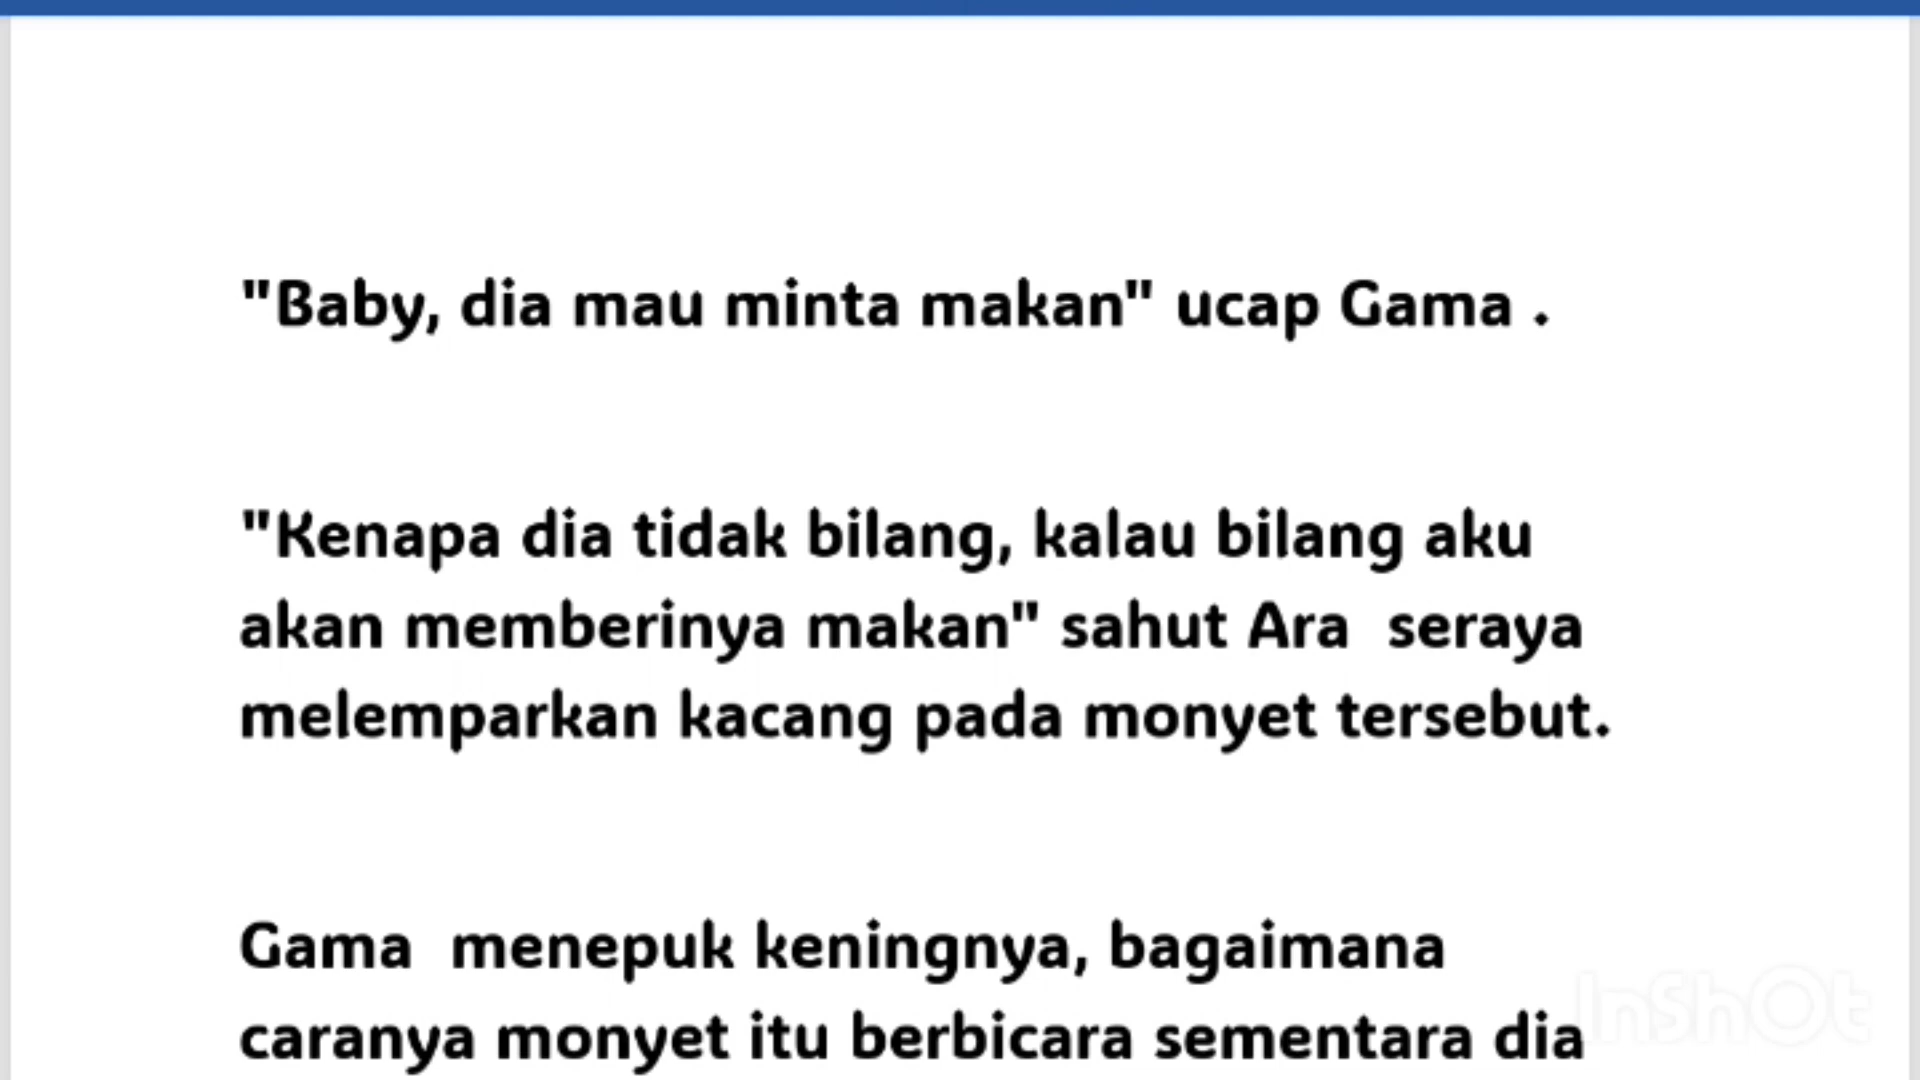 "Baby, dia mau minta makan" ucap Gama .
"Kenapa dia tidak bilang, kalau bilang aku
akan memberinya makan" sahut Ara  seraya
melemparkan kacang pada monyet tersebut.
Gama  menepuk keningnya, bagaimana
caranya monyet itu berbicara sementara dia
InShOt